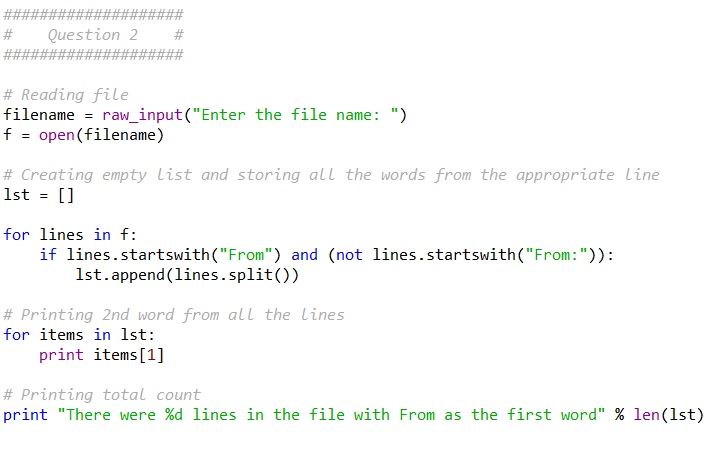 ####################
#    Question 2    #
####################

# Reading file
filename = raw_input("Enter the file name: ")
f = open(filename)

# Creating empty list and storing all the words from the appropriate line
lst = []

for lines in f:
    if lines.startswith("From") and (not lines.startswith("From:")):
        lst.append(lines.split())

# Printing 2nd word from all the lines
for items in lst:
    print items[1]

# Printing total count
print "There were %d lines in the file with From as the first word" % len(lst)